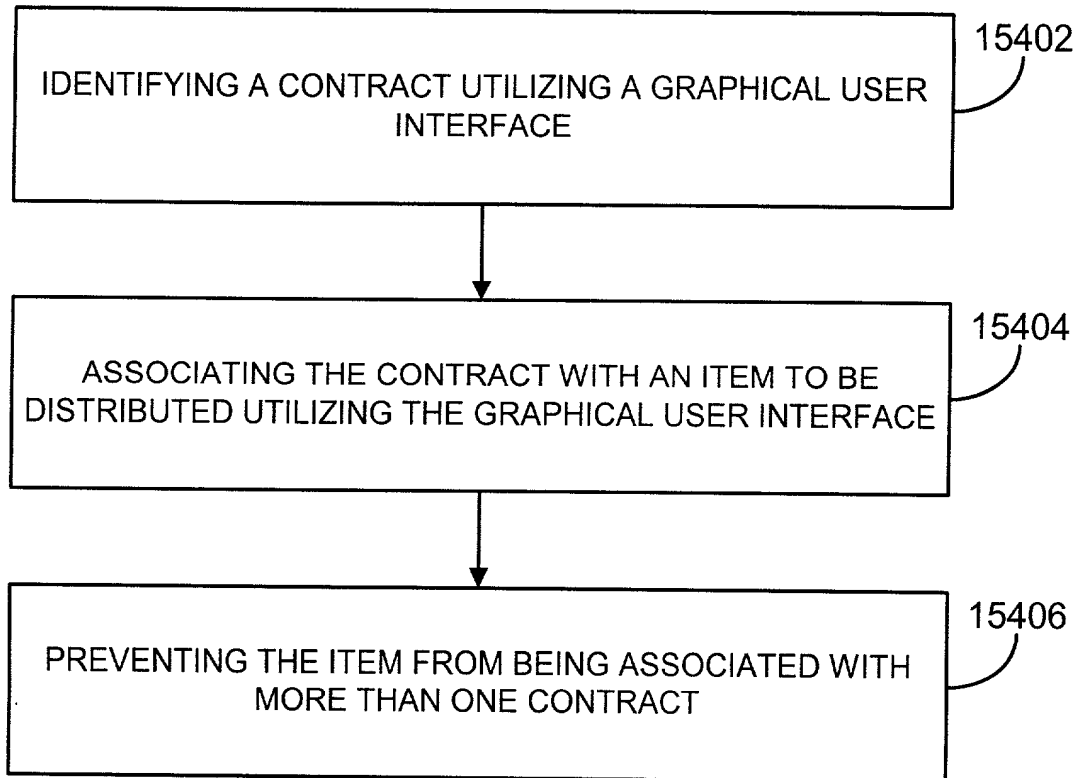 15402
IDENTIFYING A CONTRACT UTILIZING A GRAPHICAL USER
INTERFACE
15404
ASSOCIATING THE CONTRACT WITH AN ITEM TO BE
DISTRIBUTED UTILIZING THE GRAPHICAL USER INTERFACE
15406
PREVENTING THE ITEM FROM BEING ASSOCIATED WITH
MORE THAN ONE CONTRACT